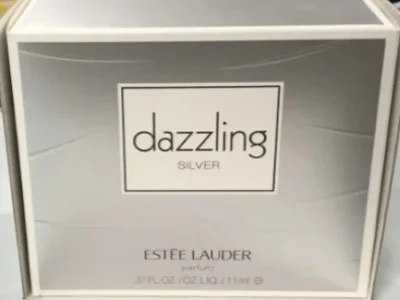 dazzling
SILVER
ESTĒE LAUDER
parfum
.37 FL.OZ./OZ.LIQ./11ml ℮